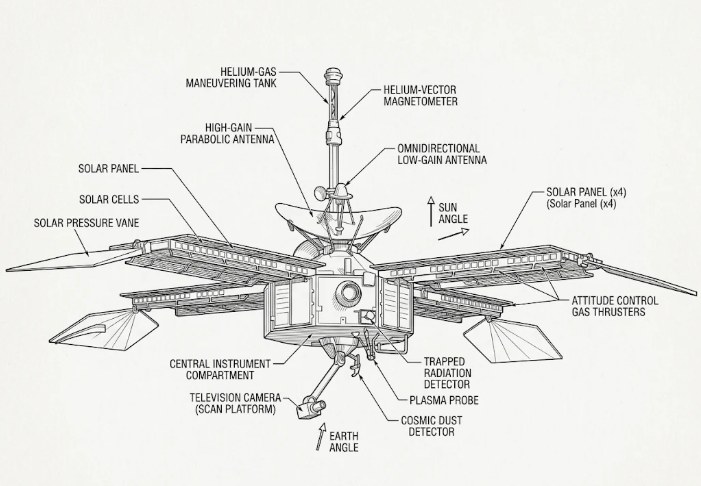 HELIUM-GAS
MANEUVERING TANK
HELIUM-VECTOR
MAGNETOMETER
HIGH-GAIN
PARABOLIC ANTENNA
OMNIDIRECTIONAL
LOW-GAIN ANTENNA
SOLAR PANEL
SOLAR CELLS
SOLAR PRESSURE VANE
SUN
ANGLE
SOLAR PANEL (x4)
(Solar Panel (x4)
ATTITUDE CONTROL
GAS THRUSTERS
CENTRAL INSTRUMENT
COMPARTMENT
TRAPPED
RADIATION
DETECTOR
TELEVISION CAMERA
(SCAN PLATFORM)
PLASMA PROBE
COSMIC DUST
DETECTOR
EARTH
ANGLE